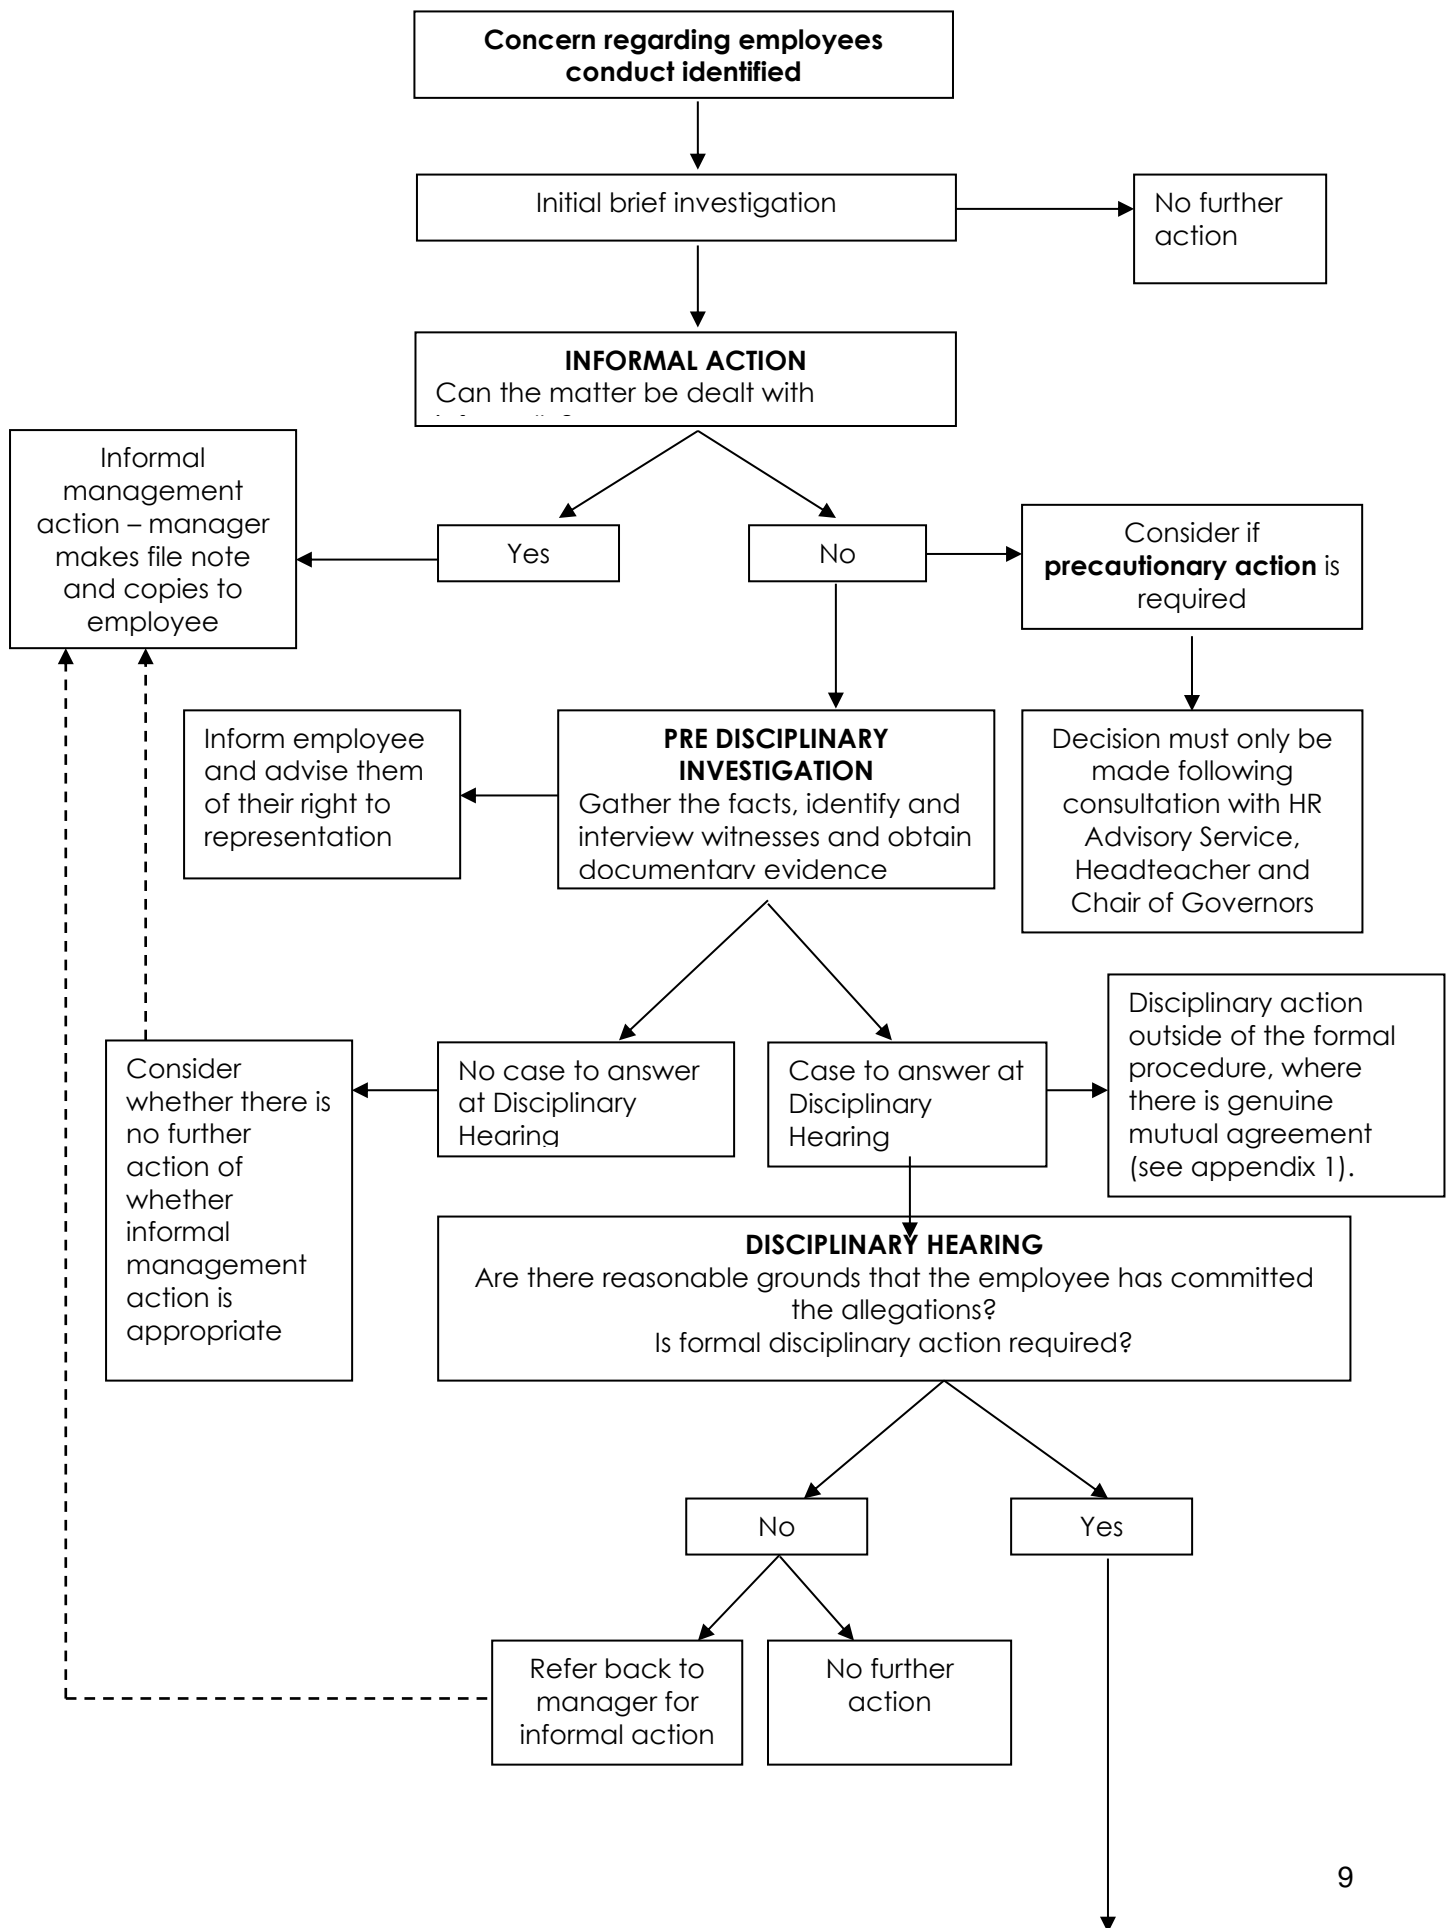 Concern regarding employees
conduct identified
Initial brief investigation
No further
action
INFORMAL ACTION
Can the matter be dealt with
Informal
management
action – manager
makes file note
and copies to
employee
Yes
No
Consider if
precautionary action is
required
Inform employee
and advise them
of their right to
representation
PRE DISCIPLINARY
INVESTIGATION
Gather the facts, identify and
interview witnesses and obtain
documentary evidence
Decision must only be
made following
consultation with HR
Advisory Service,
Headteacher and
Chair of Governors
Consider
whether there is
no further
action of
whether
informal
management
action is
appropriate
No case to answer
at Disciplinary
Hearing
Case to answer at
Disciplinary
Hearing
Disciplinary action
outside of the formal
procedure, where
there is genuine
mutual agreement
(see appendix 1).
DISCIPLINARY HEARING
Are there reasonable grounds that the employee has committed
the allegations?
Is formal disciplinary action required?
No
Yes
Refer back to
manager for
informal action
No further
action
9